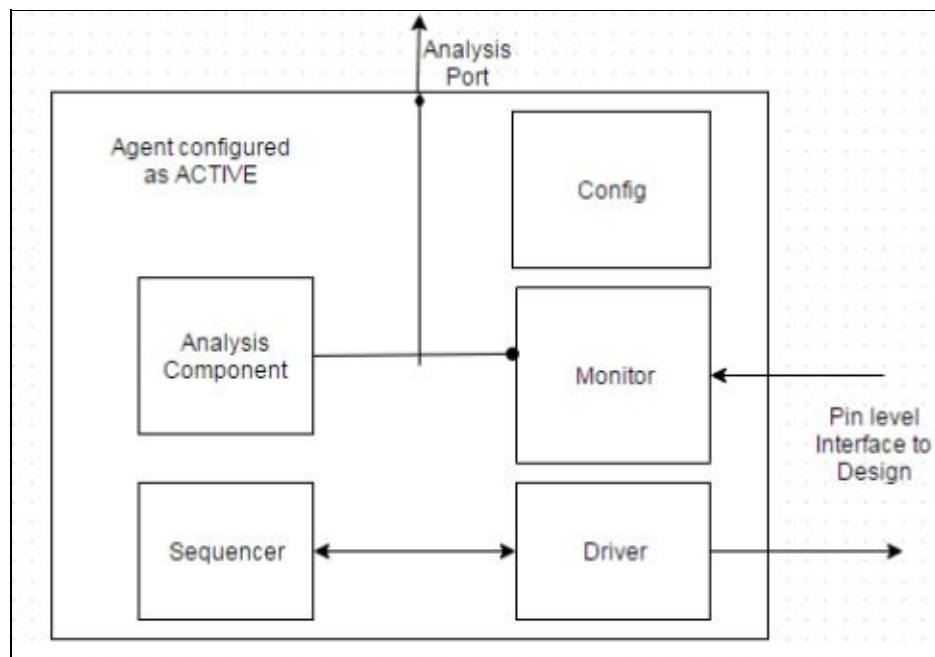 Analysis
Port
Agent configured
as ACTIVE
Config
Analysis
Component
Monitor
Pin level
Interface to
Design
Sequencer
Driver